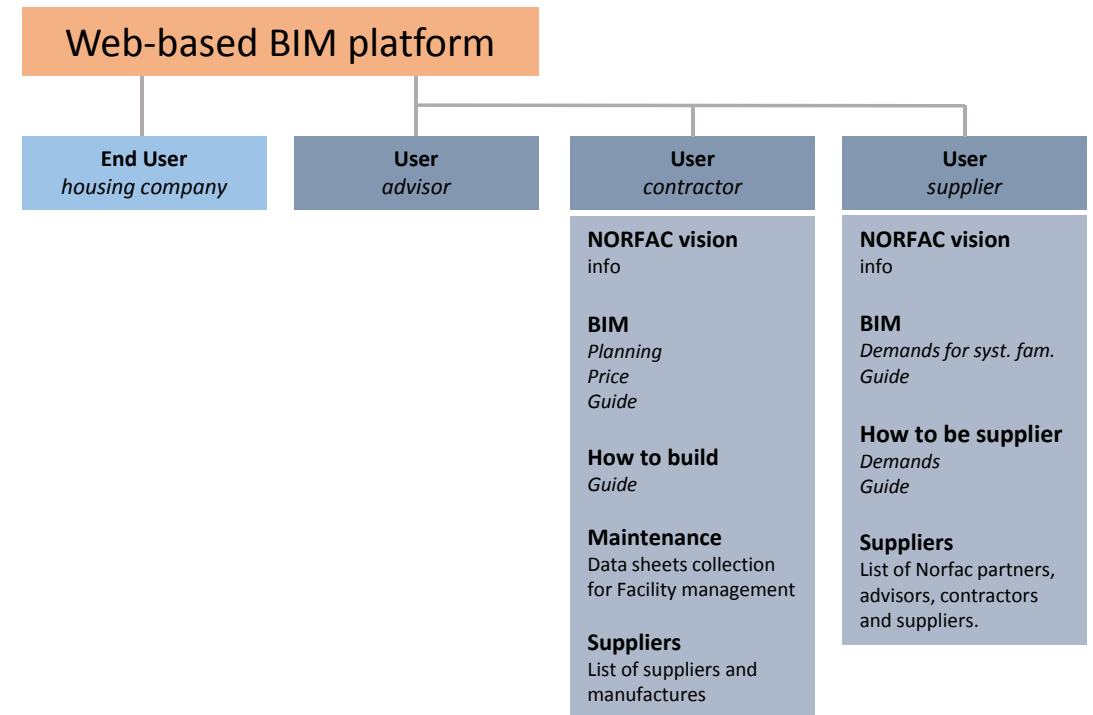 Web-based BIM platform
End User
housing company
User
advisor
User
contractor
User
supplier
NORFAC vision
info
BIM
Planning
Price
Guide
How to build
Guide
Maintenance
Data sheets collection
for Facility management
Suppliers
List of suppliers and
manufactures
NORFAC vision
info
BIM
Demands for syst. fam.
Guide
How to be supplier
Demands
Guide
Suppliers
List of Norfac partners,
advisors, contractors
and suppliers.